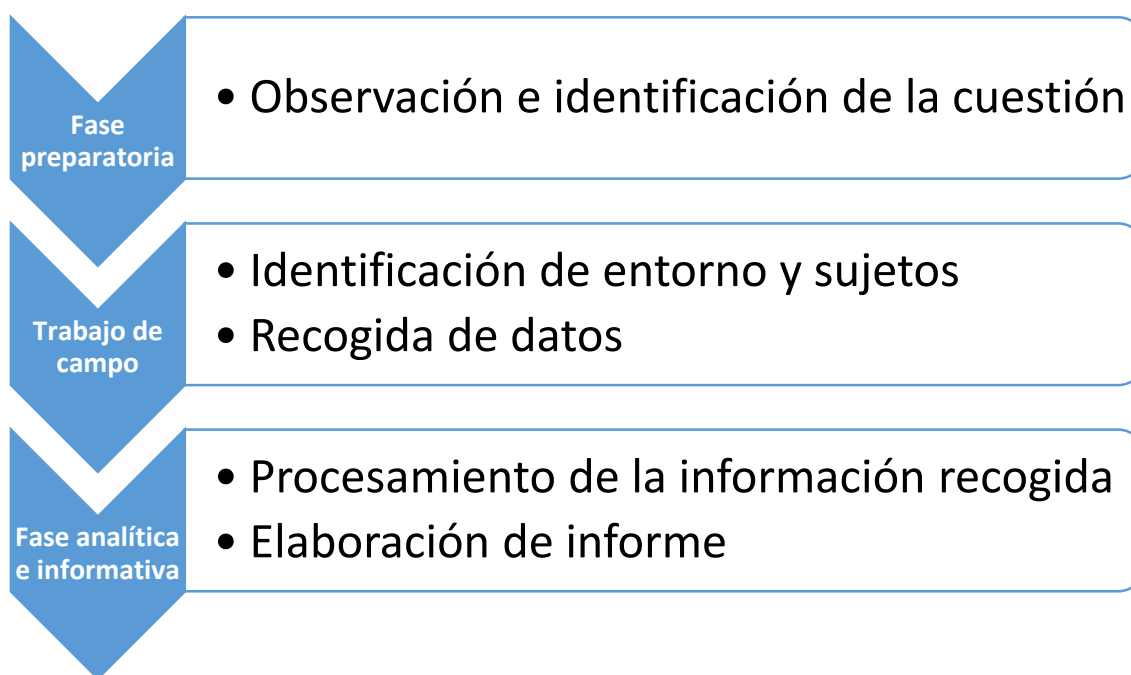 Fase
preparatoria
• Observación e identificación de la cuestión
Trabajo de
campo
• Identificación de entorno y sujetos
• Recogida de datos
Fase analítica
e informativa
• Procesamiento de la información recogida
• Elaboración de informe